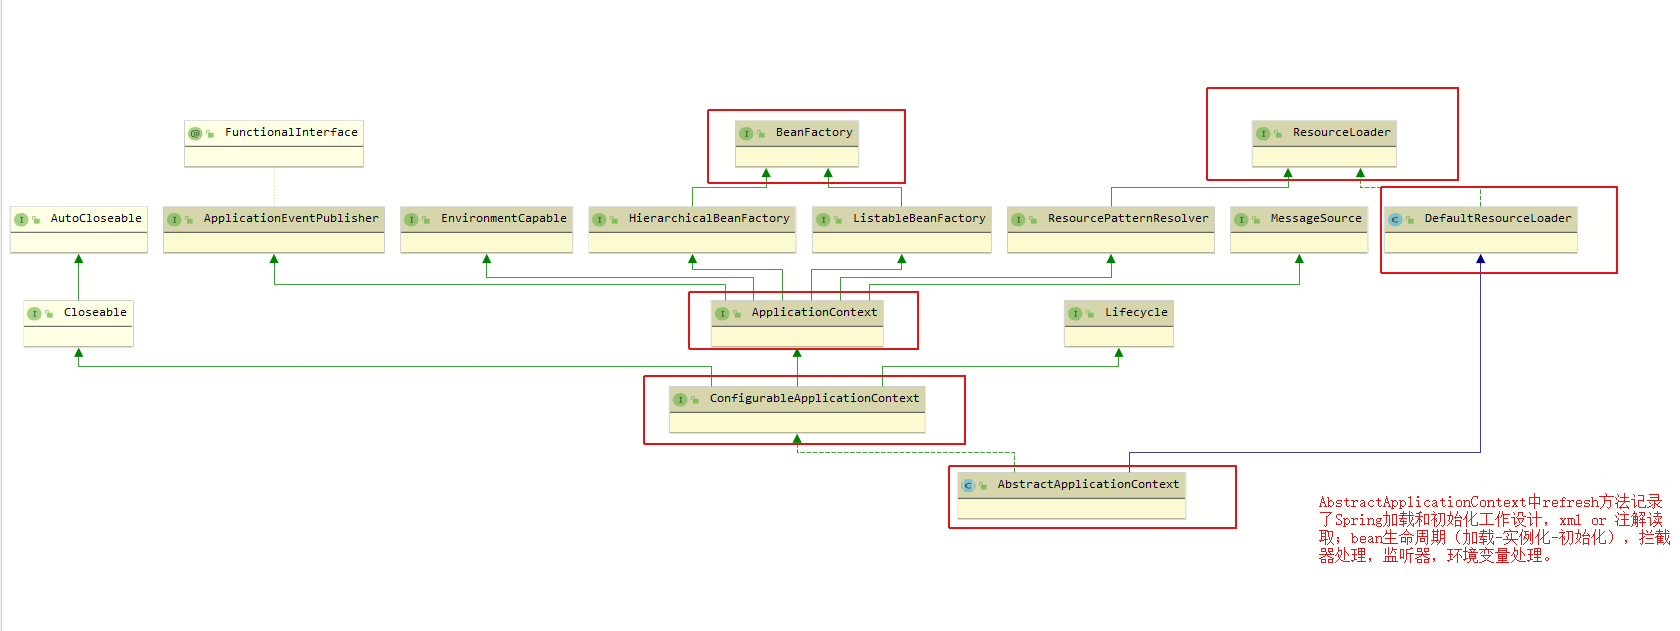 FunctionalInterface
BeanFactory
ResourceLoader
AutoCloseable
ApplicationEventPublisher
EnvironmentCapable
HierarchicalBeanFactory
ListableBeanFactory
ResourcePatternResolver
MessageSource
DefaultResourceLoader
Closeable
ApplicationContext
Lifecycle
ConfigurableApplicationContext
AbstractApplicationContext
AbstractApplicationContext中refresh方法记录
了Spring加载和初始化工作设计，xml or 注解读
取；bean生命周期（加载-实例化-初始化），拦截
器处理，监听器，环境变量处理。